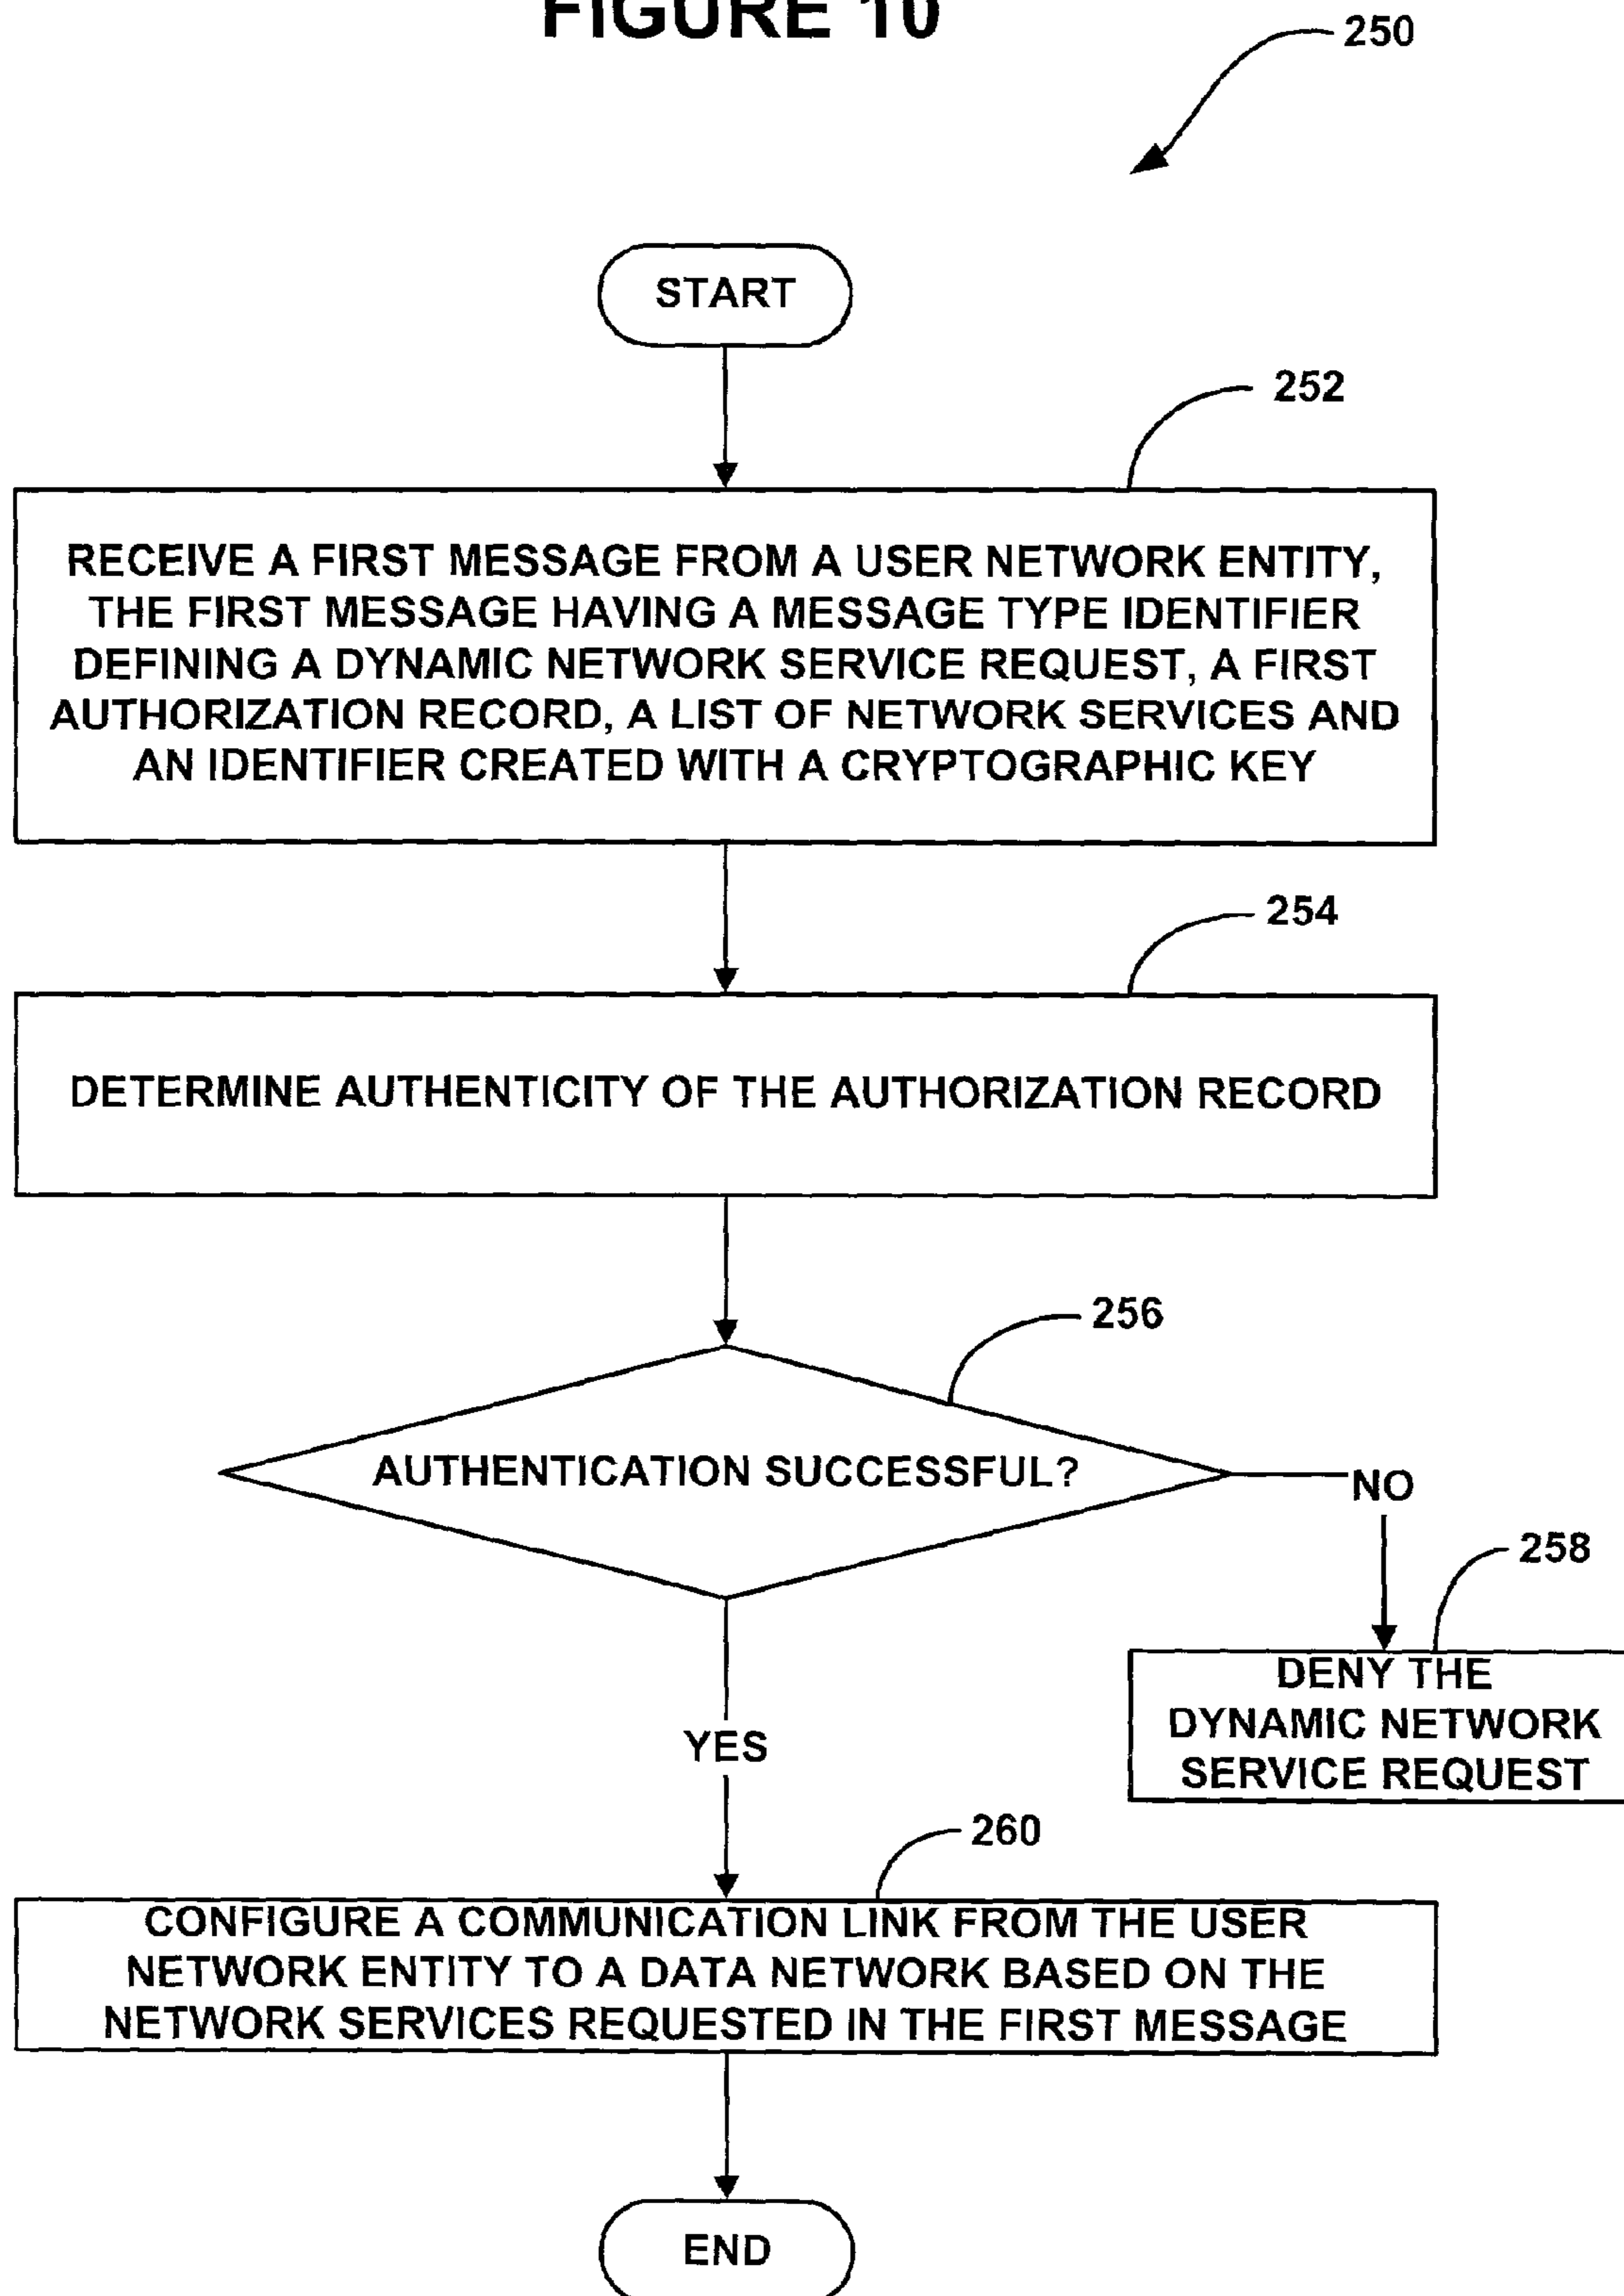 FIGURE 10
250
START
252
RECEIVE A FIRST MESSAGE FROM A USER NETWORK ENTITY,
THE FIRST MESSAGE HAVING A MESSAGE TYPE IDENTIFIER
DEFINING A DYNAMIC NETWORK SERVICE REQUEST, A FIRST
AUTHORIZATION RECORD, A LIST OF NETWORK SERVICES AND
AN IDENTIFIER CREATED WITH A CRYPTOGRAPHIC KEY
254
DETERMINE AUTHENTICITY OF THE AUTHORIZATION RECORD
256
AUTHENTICATION SUCCESSFUL?
NO
258
DENY THE
DYNAMIC NETWORK
SERVICE REQUEST
YES
260
CONFIGURE A COMMUNICATION LINK FROM THE USER
NETWORK ENTITY TO A DATA NETWORK BASED ON THE
NETWORK SERVICES REQUESTED IN THE FIRST MESSAGE
END